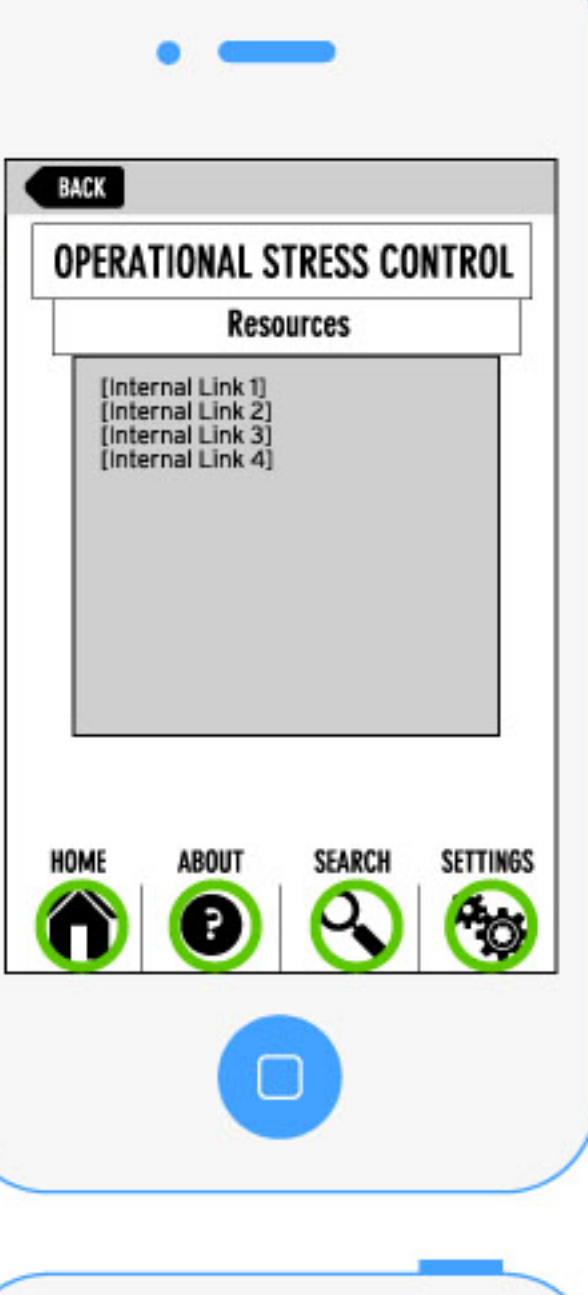 BACK
OPERATIONAL STRESS CONTROL
Resources
[Internal Link 1]
[Internal Link 2]
[Internal Link 3]
[Internal Link 4]
HOME ABOUT SEARCH SETTINGS
?